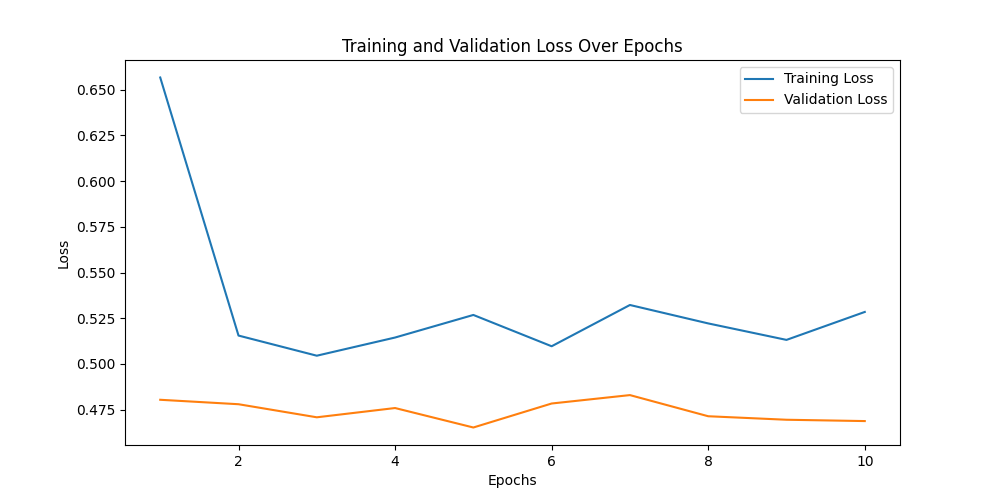 Training and Validation Loss Over Epochs
Training Loss
Validation Loss
0.650
0.625
0.600
0.575
0.550
0.525
0.500
0.475
Loss
2 4 6 8 10
Epochs